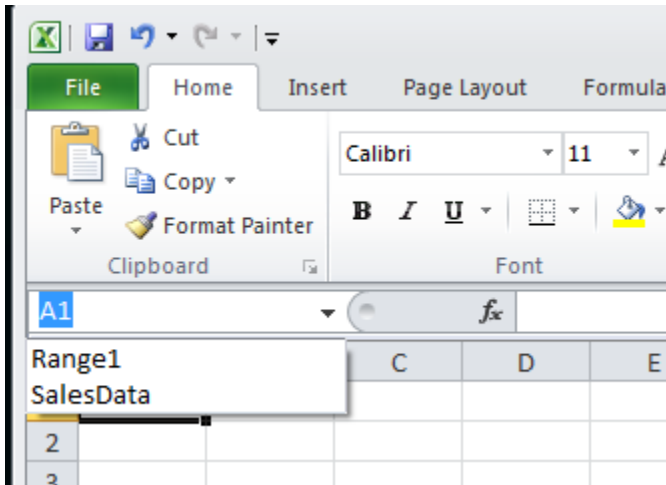 File Home Insert Page Layout Formula
Cut
Calibri 11
Copy
Paste
B I U
Format Painter
Clipboard Font
A1 fx
Range1
SalesData
C D E
2
3